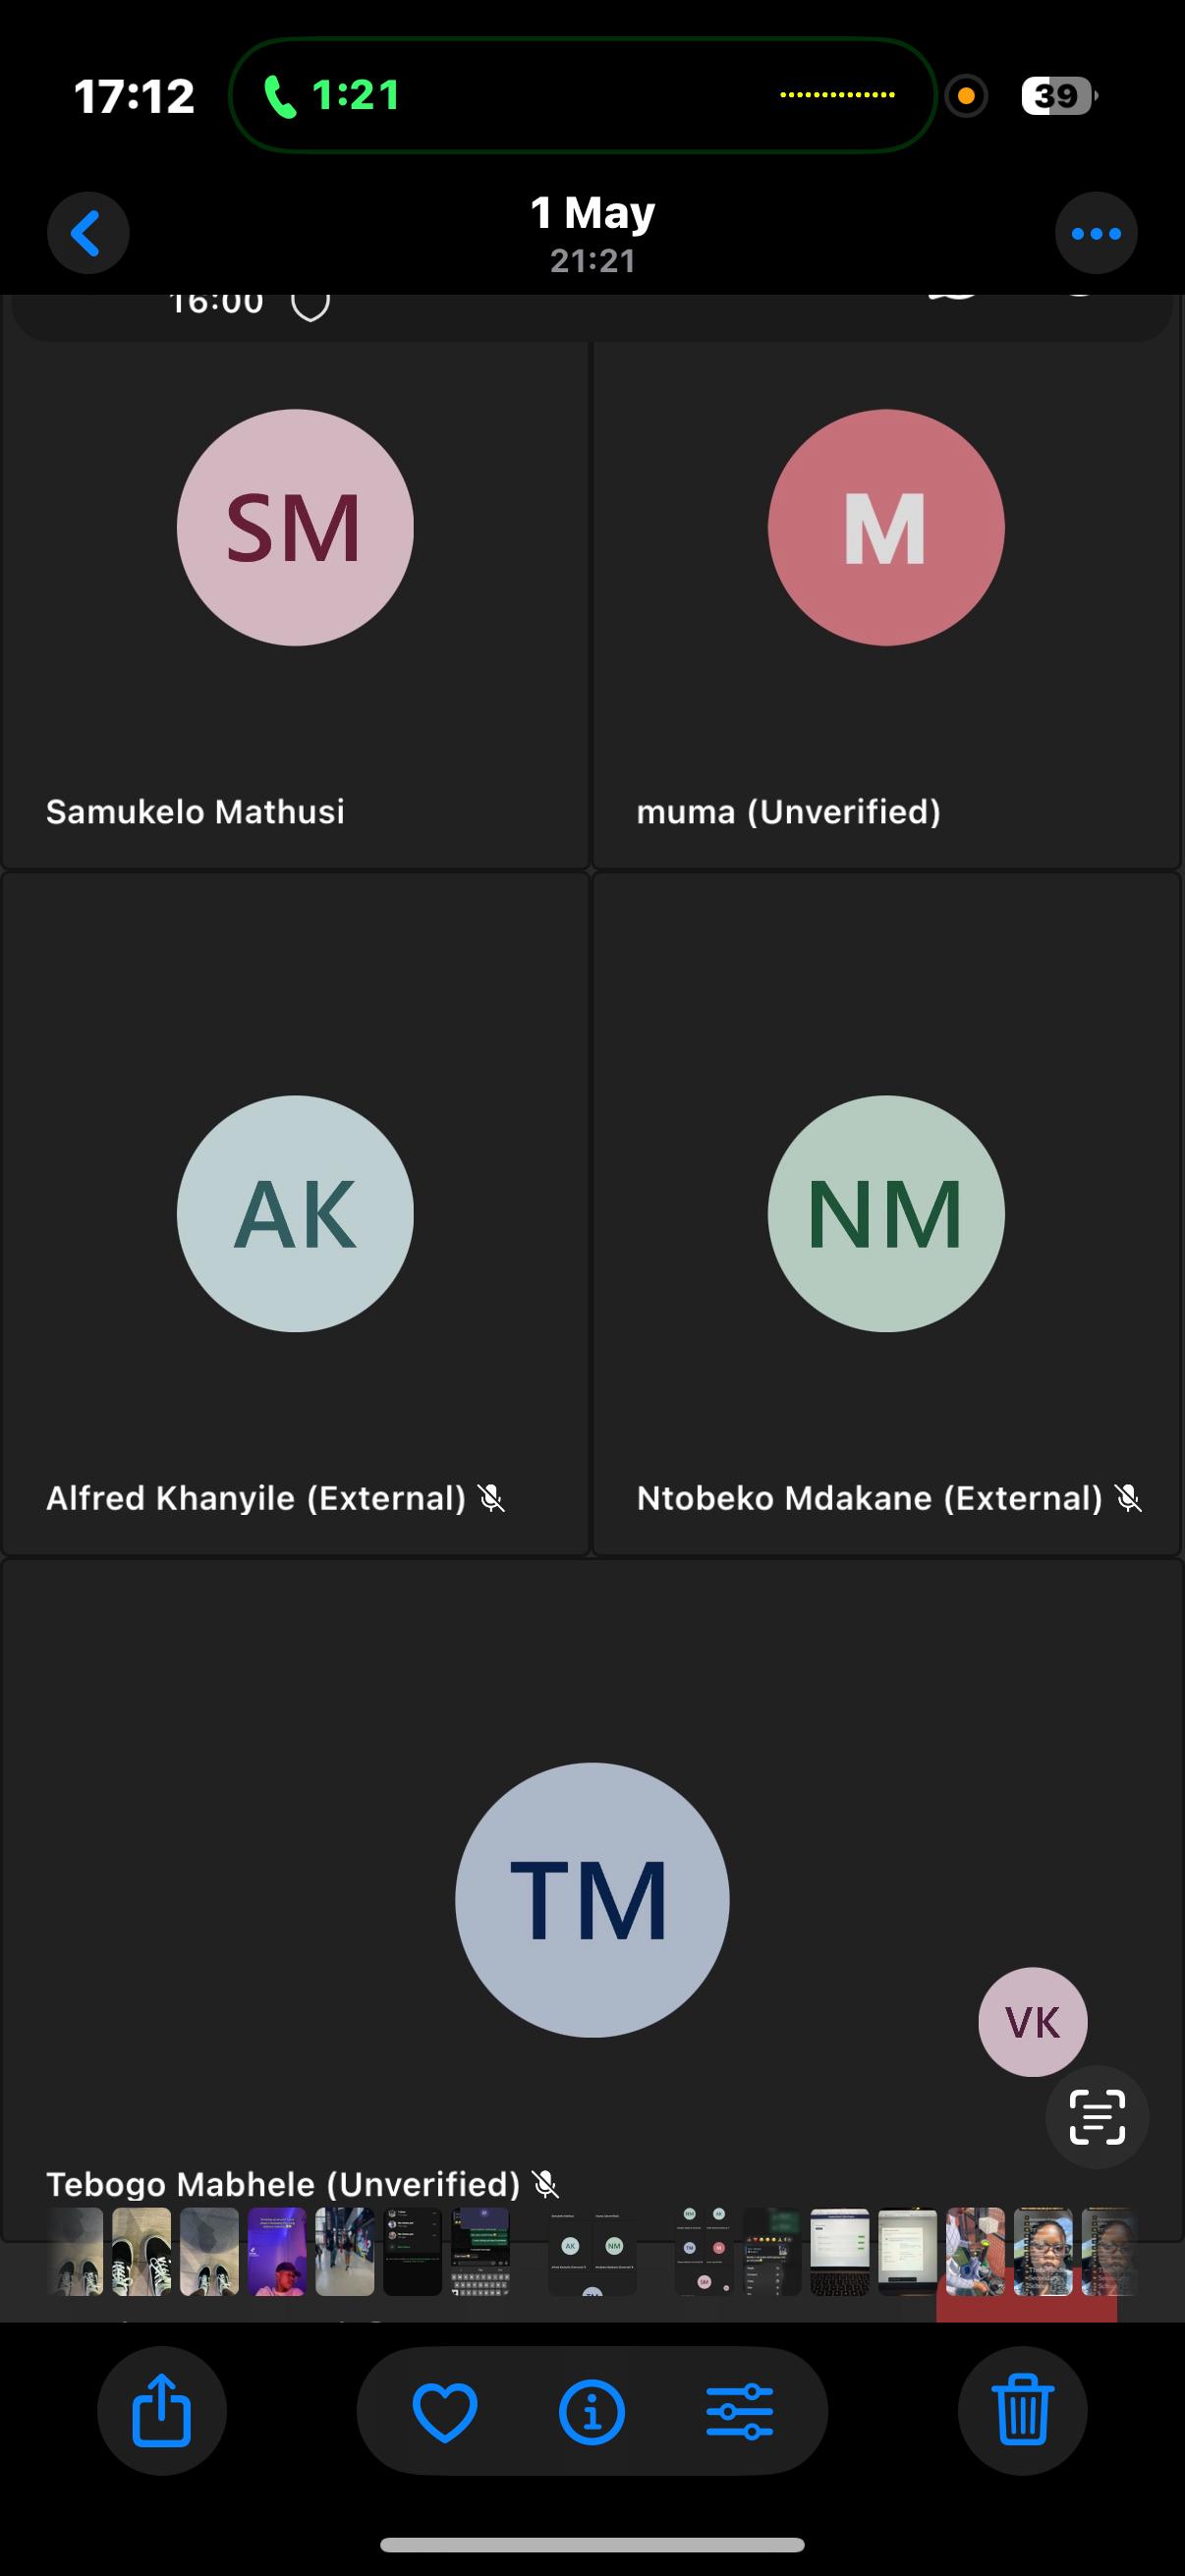 17:12 1:21 39
1 May
21:21
16:00
SM
M
Samukelo Mathusi
muma (Unverified)
AK
NM
Alfred Khanyile (External)
Ntobeko Mdakane (External)
TM
VK
Tebogo Mabhele (Unverified)